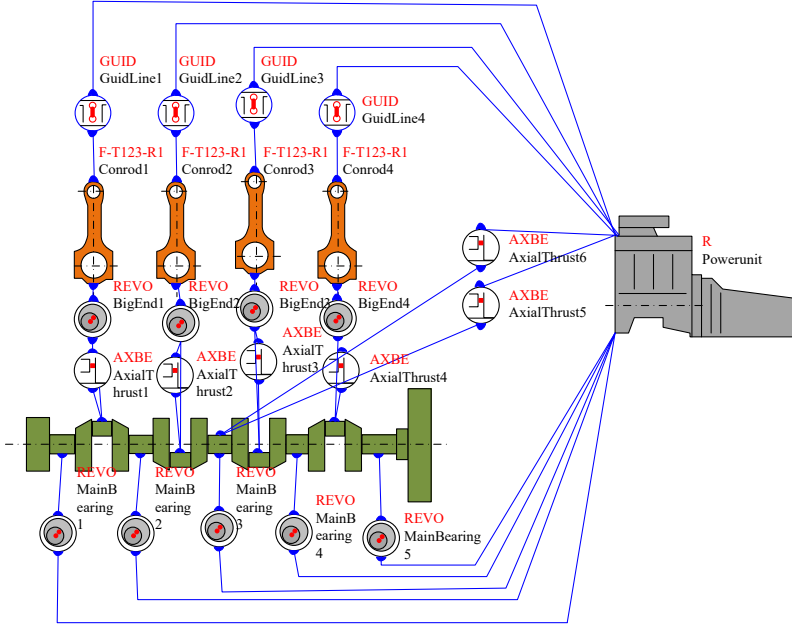 GUID
GuidLine1
GUID
GuidLine2
GUID
GuidLine3
GUID
GuidLine4
F-T123-R1
Conrod1
F-T123-R1
Conrod2
F-T123-R1
Conrod3
F-T123-R1
Conrod4
AXBE
AxialThrust6
R
Powerunit
REVO
BigEnd1
REVO
BigEnd2
REVO
BigEnd3
REVO
BigEnd4
AXBE
AxialThrust5
AXBE
AxialT
hrust1
AXBE
AxialT
hrust2
AXBE
AxialT
hrust3
AXBE
AxialThrust4
REVO
MainB
earing
1
REVO
MainB
earing
2
REVO
MainB
earing
3
REVO
MainB
earing
4
REVO
MainBearing
5